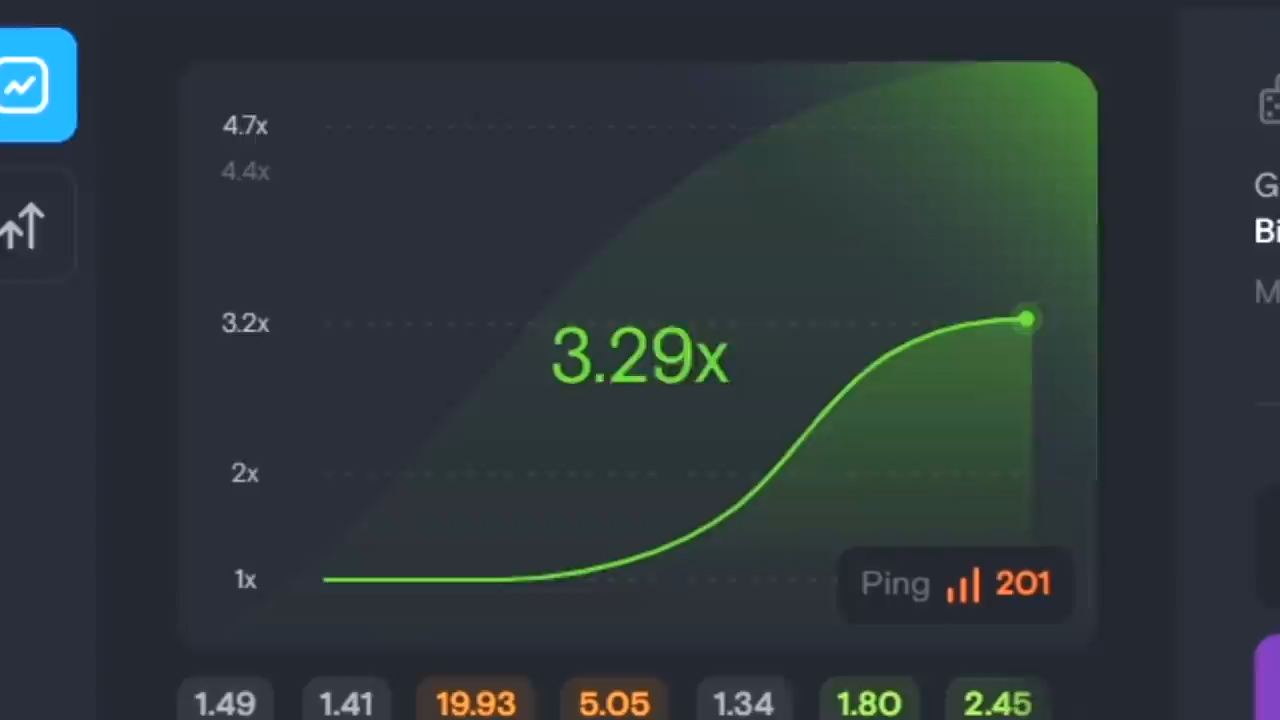 4.7x
4.4x
3.2x
3.29x
2x
1x
Ping 201
1.49 1.41 19.93 5.05 1.34 1.80 2.45